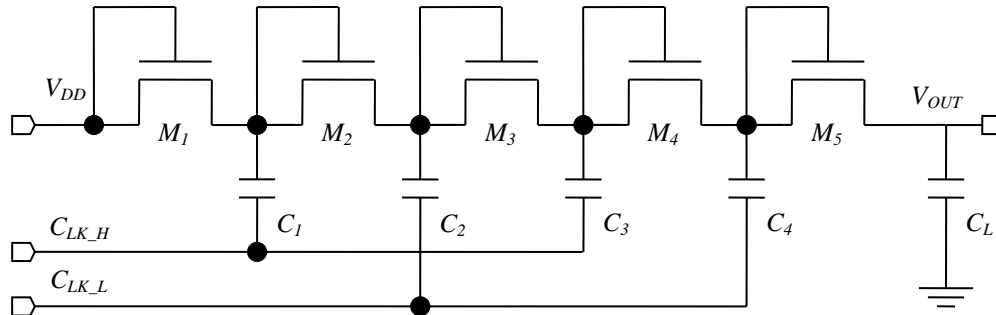 V_DD
V_OUT
M_1 M_2 M_3 M_4 M_5
C_LK_H
C_1 C_2 C_3 C_4 C_L
C_LK_L